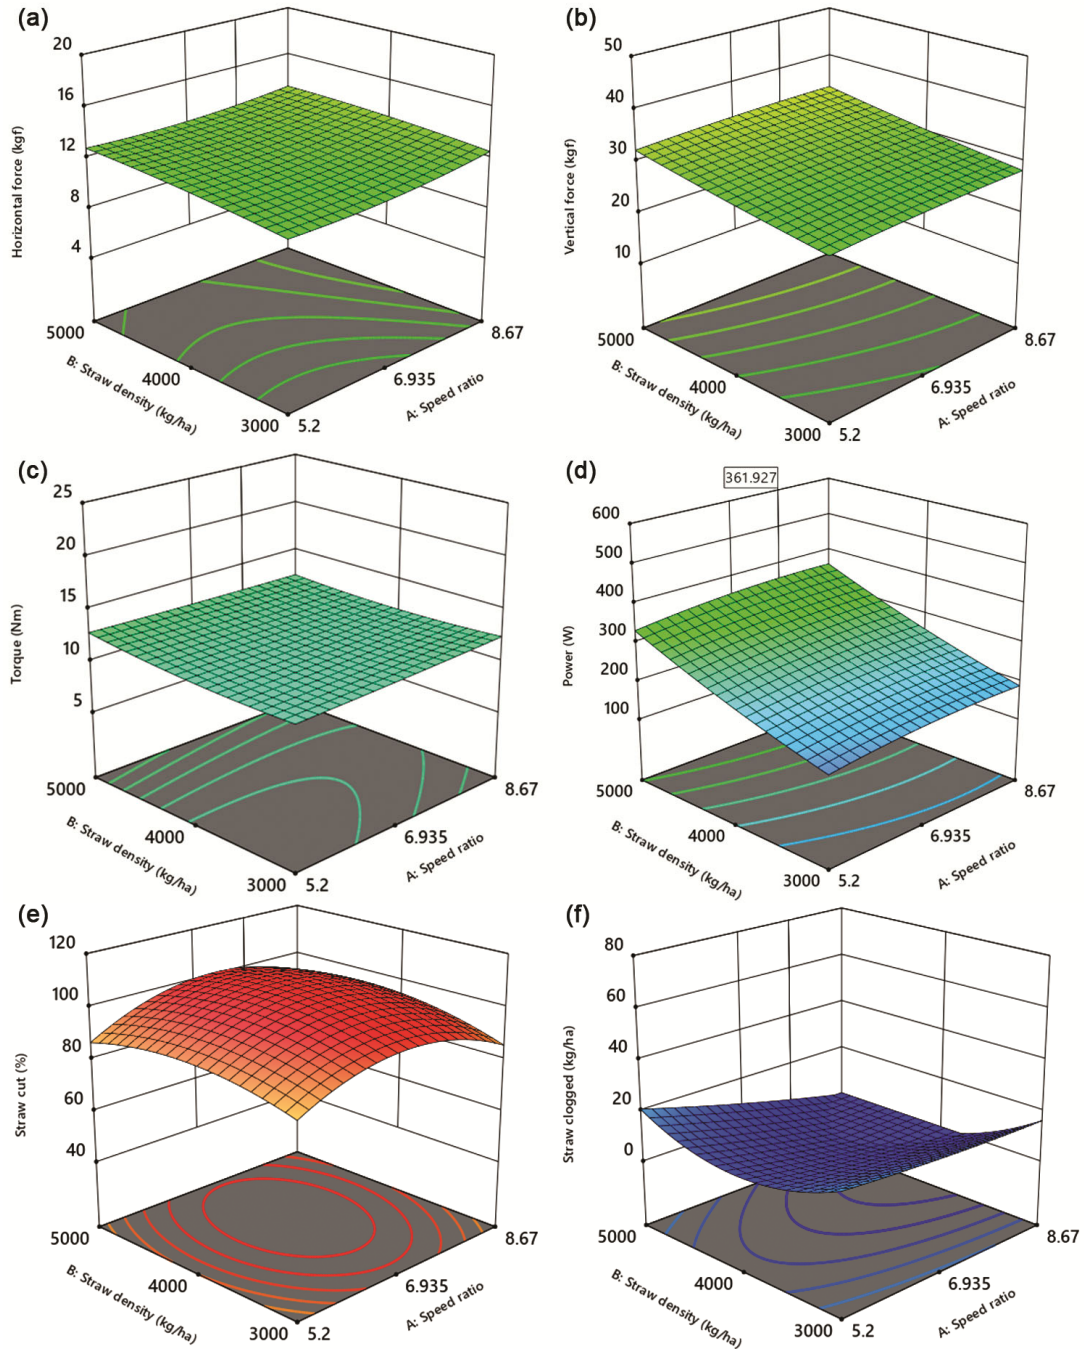 (a)
20
16
12
8
4
Horizontal force (kgf)
5000
4000
3000
B: Straw density (kg/ha)
5.2
6.935
8.67
A: Speed ratio
(b)
50
40
30
20
10
Vertical force (kgf)
5000
4000
3000
B: Straw density (kg/ha)
5.2
6.935
8.67
A: Speed ratio
(c)
25
20
15
10
5
Torque (Nm)
5000
4000
3000
B: Straw density (kg/ha)
5.2
6.935
8.67
A: Speed ratio
(d)
361.927
600
500
400
300
200
100
Power (W)
5000
4000
3000
B: Straw density (kg/ha)
5.2
6.935
8.67
A: Speed ratio
(e)
120
100
80
60
40
Straw cut (%)
5000
4000
3000
B: Straw density (kg/ha)
5.2
6.935
8.67
A: Speed ratio
(f)
80
60
40
20
0
Straw clogged (kg/ha)
5000
4000
3000
B: Straw density (kg/ha)
5.2
6.935
8.67
A: Speed ratio